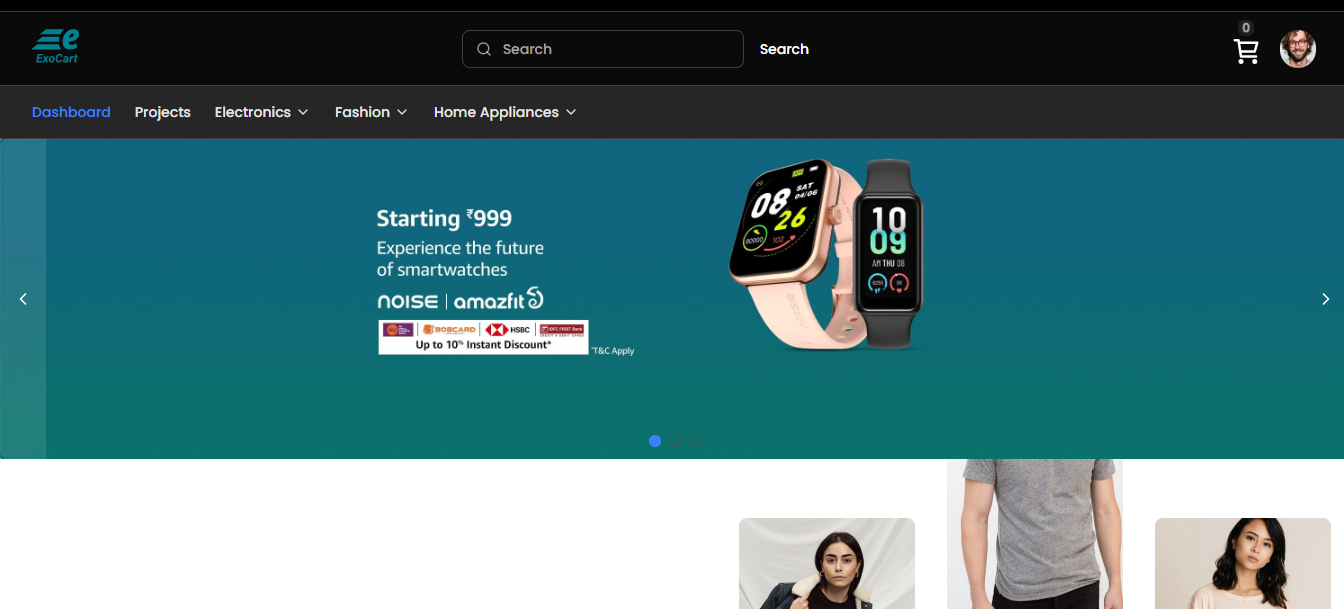 ExoCart
Search
Search
0
Dashboard
Projects
Electronics
Fashion
Home Appliances
Starting ₹999
Experience the future
of smartwatches
noise | amazfit
BOBCARD
HSBC
IDFC FIRST Bank
Up to 10% Instant Discount*
*T&C Apply
08
26
SAT
04/06
102
10
09
AM THU 08
NOISE